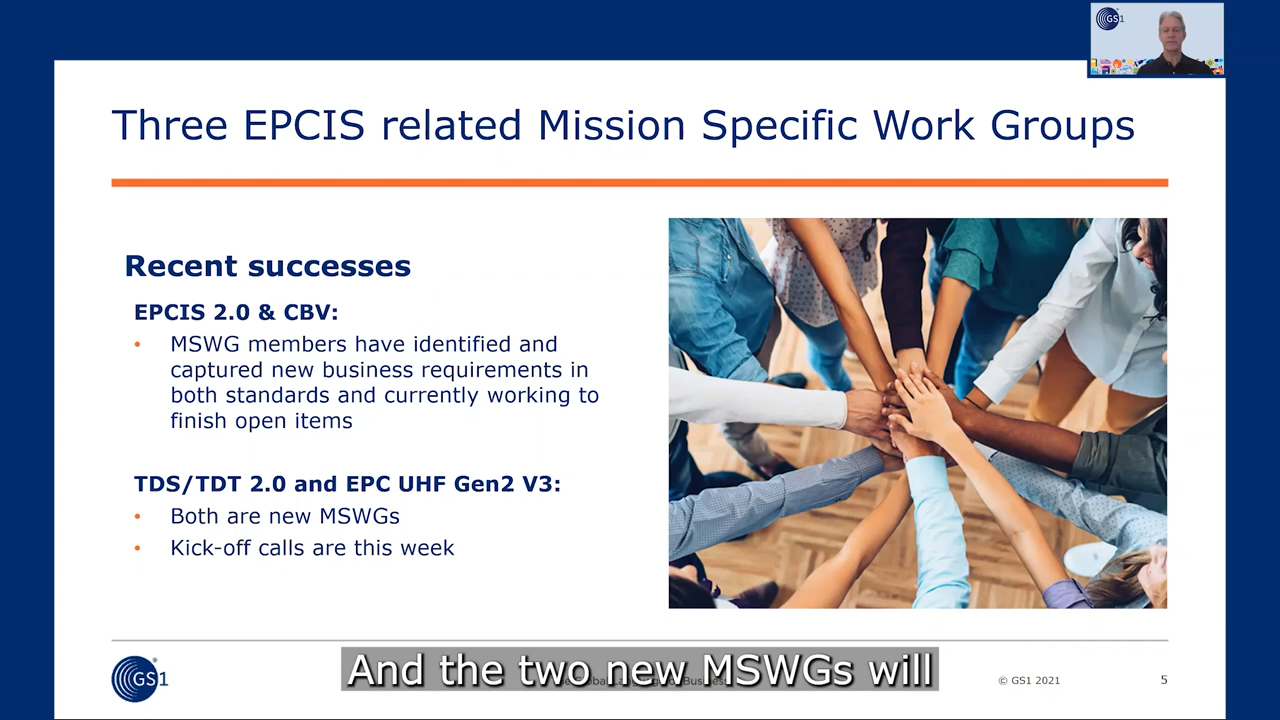 GS1
Three EPCIS related Mission Specific Work Groups
Recent successes
EPCIS 2.0 & CBV:
• MSWG members have identified and
captured new business requirements in
both standards and currently working to
finish open items
TDS/TDT 2.0 and EPC UHF Gen2 V3:
• Both are new MSWGs
• Kick-off calls are this week
GS1
And the two new MSWGs will
© GS1 2021
5